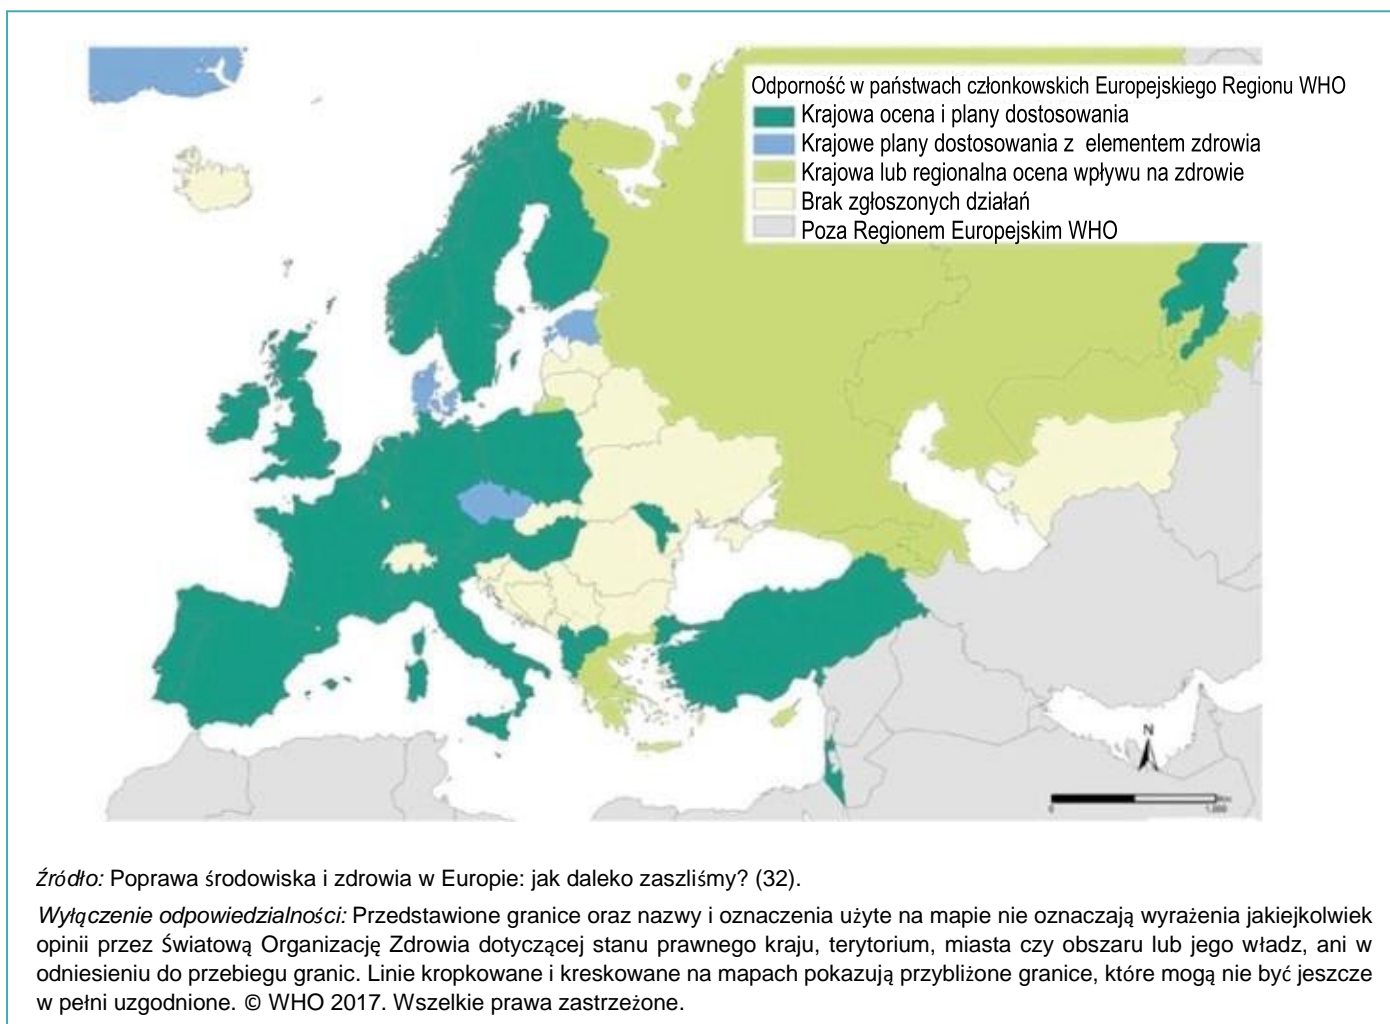 Odporność w państwach członkowskich Europejskiego Regionu WHO
Krajowa ocena i plany dostosowania
Krajowe plany dostosowania z elementem zdrowia
Krajowa lub regionalna ocena wpływu na zdrowie
Brak zgłoszonych działań
Poza Regionem Europejskim WHO
N
0
Źródło: Poprawa środowiska i zdrowia w Europie: jak daleko zaszliśmy? (32).
Wyłączenie odpowiedzialności: Przedstawione granice oraz nazwy i oznaczenia użyte na mapie nie oznaczają wyrażenia jakiejkolwiek
opinii przez Światową Organizację Zdrowia dotyczącej stanu prawnego kraju, terytorium, miasta czy obszaru lub jego władz, ani w
odniesieniu do przebiegu granic. Linie kropkowane i kreskowane na mapach pokazują przybliżone granice, które mogą nie być jeszcze
w pełni uzgodnione. © WHO 2017. Wszelkie prawa zastrzeżone.